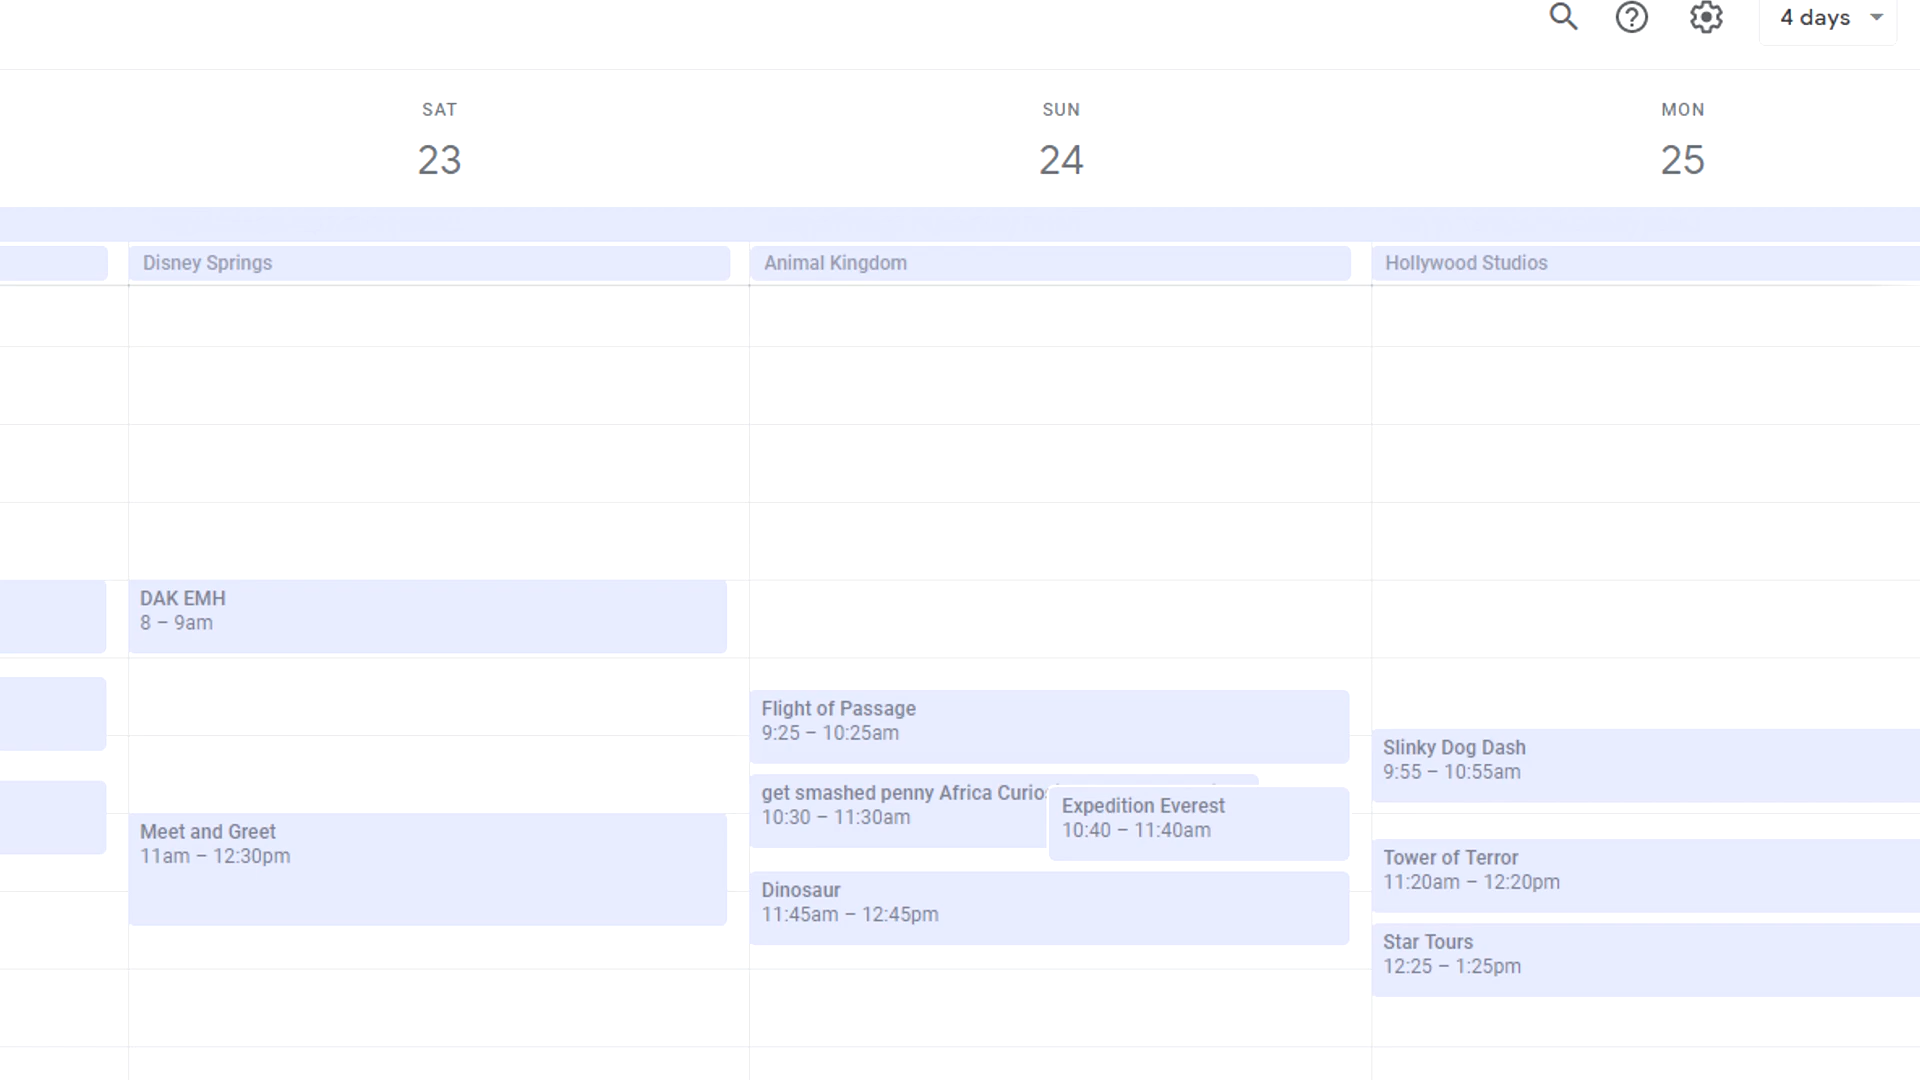 4 days
SAT
23
SUN
24
MON
25
Disney Springs
Animal Kingdom
Hollywood Studios
DAK EMH
8 – 9am
Meet and Greet
11am – 12:30pm
Flight of Passage
9:25 – 10:25am
get smashed penny Africa Curio
10:30 – 11:30am
Expedition Everest
10:40 – 11:40am
Dinosaur
11:45am – 12:45pm
Slinky Dog Dash
9:55 – 10:55am
Tower of Terror
11:20am – 12:20pm
Star Tours
12:25 – 1:25pm